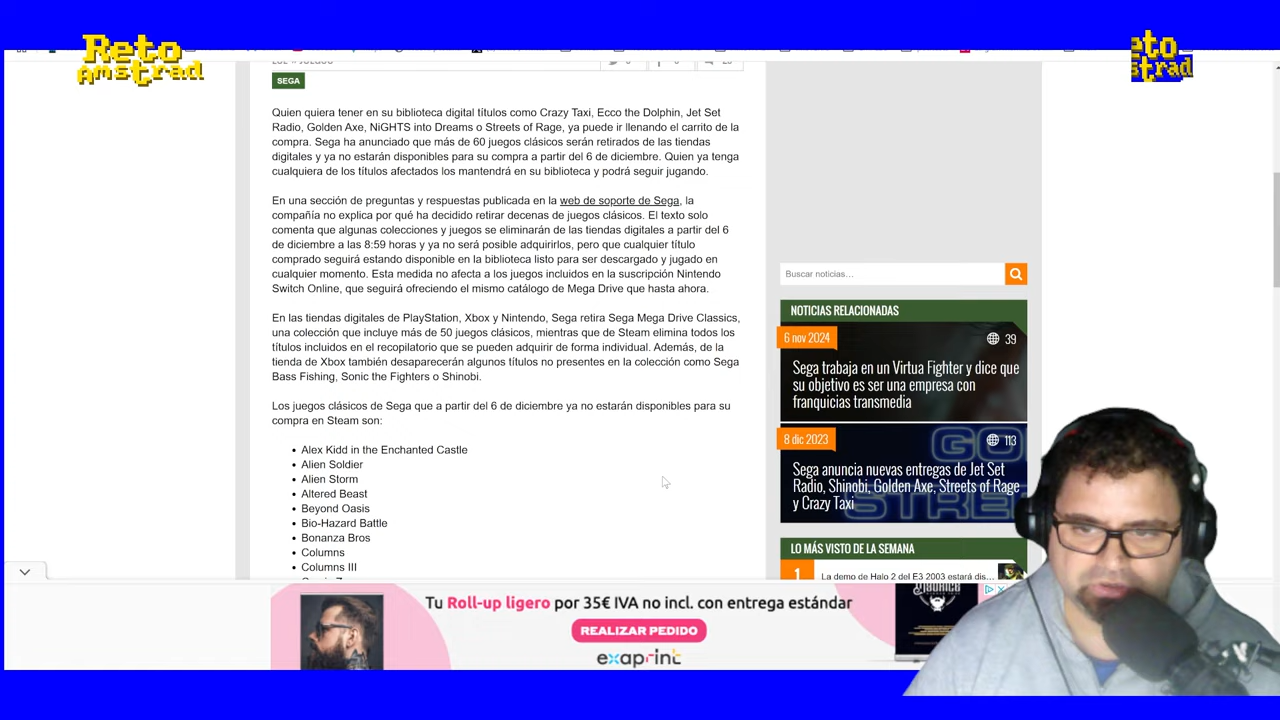 Reto
Amstrad
eto
strad
SEGA
Quien quiera tener en su biblioteca digital títulos como Crazy Taxi, Ecco the Dolphin, Jet Set
Radio, Golden Axe, NiGHTS into Dreams o Streets of Rage, ya puede ir llenando el carrito de la
compra. Sega ha anunciado que más de 60 juegos clásicos serán retirados de las tiendas
digitales y ya no estarán disponibles para su compra a partir del 6 de diciembre. Quien ya tenga
cualquiera de los títulos afectados los mantendrá en su biblioteca y podrá seguir jugando.
En una sección de preguntas y respuestas publicada en la web de soporte de Sega, la
compañía no explica por qué ha decidido retirar decenas de juegos clásicos. El texto solo
comenta que algunas colecciones y juegos se eliminarán de las tiendas digitales a partir del 6
de diciembre a las 8:59 horas y ya no será posible adquirirlos, pero que cualquier título
comprado seguirá estando disponible en la biblioteca listo para ser descargado y jugado en
cualquier momento. Esta medida no afecta a los juegos incluidos en la suscripción Nintendo
Switch Online, que seguirá ofreciendo el mismo catálogo de Mega Drive que hasta ahora.
En las tiendas digitales de PlayStation, Xbox y Nintendo, Sega retira Sega Mega Drive Classics,
una colección que incluye más de 50 juegos clásicos, mientras que de Steam elimina todos los
títulos incluidos en el recopilatorio que se pueden adquirir de forma individual. Además, de la
tienda de Xbox también desaparecerán algunos títulos no presentes en la colección como Sega
Bass Fishing, Sonic the Fighters o Shinobi.
Los juegos clásicos de Sega que a partir del 6 de diciembre ya no estarán disponibles para su
compra en Steam son:
• Alex Kidd in the Enchanted Castle
• Alien Soldier
• Alien Storm
• Altered Beast
• Beyond Oasis
• Bio-Hazard Battle
• Bonanza Bros
• Columns
• Columns III
Buscar noticias...
NOTICIAS RELACIONADAS
6 nov 2024
39
Sega trabaja en un Virtua Fighter y dice que
su objetivo es ser una empresa con
franquicias transmedia
8 dic 2023
113
Sega anuncia nuevas entregas de Jet Set
Radio, Shinobi, Golden Axe, Streets of Rage
y Crazy Taxi
LO MÁS VISTO DE LA SEMANA
1
La demo de Halo 2 del E3 2003 estará dis...
Tu Roll-up ligero por 35€ IVA no incl. con entrega estándar
REALIZAR PEDIDO
exaprint